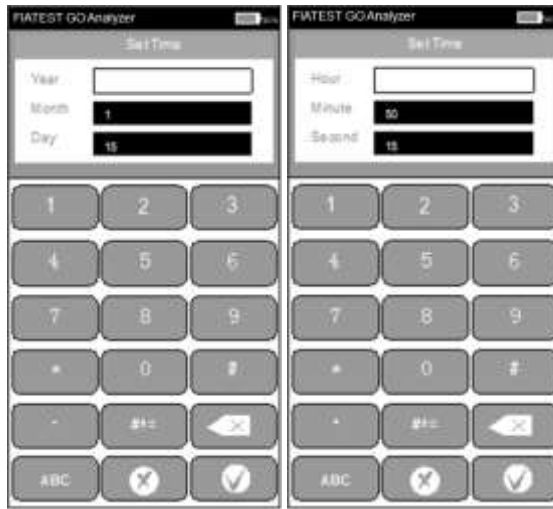 FIATEST GO Analyzer
Set Time
Year
Month 1
Day 15
1 2 3
4 5 6
7 8 9
* 0 #
#+=
ABC
FIATEST GO Analyzer
Set Time
Hour
Minute 50
Second 15
1 2 3
4 5 6
7 8 9
* 0 #
#+=
ABC